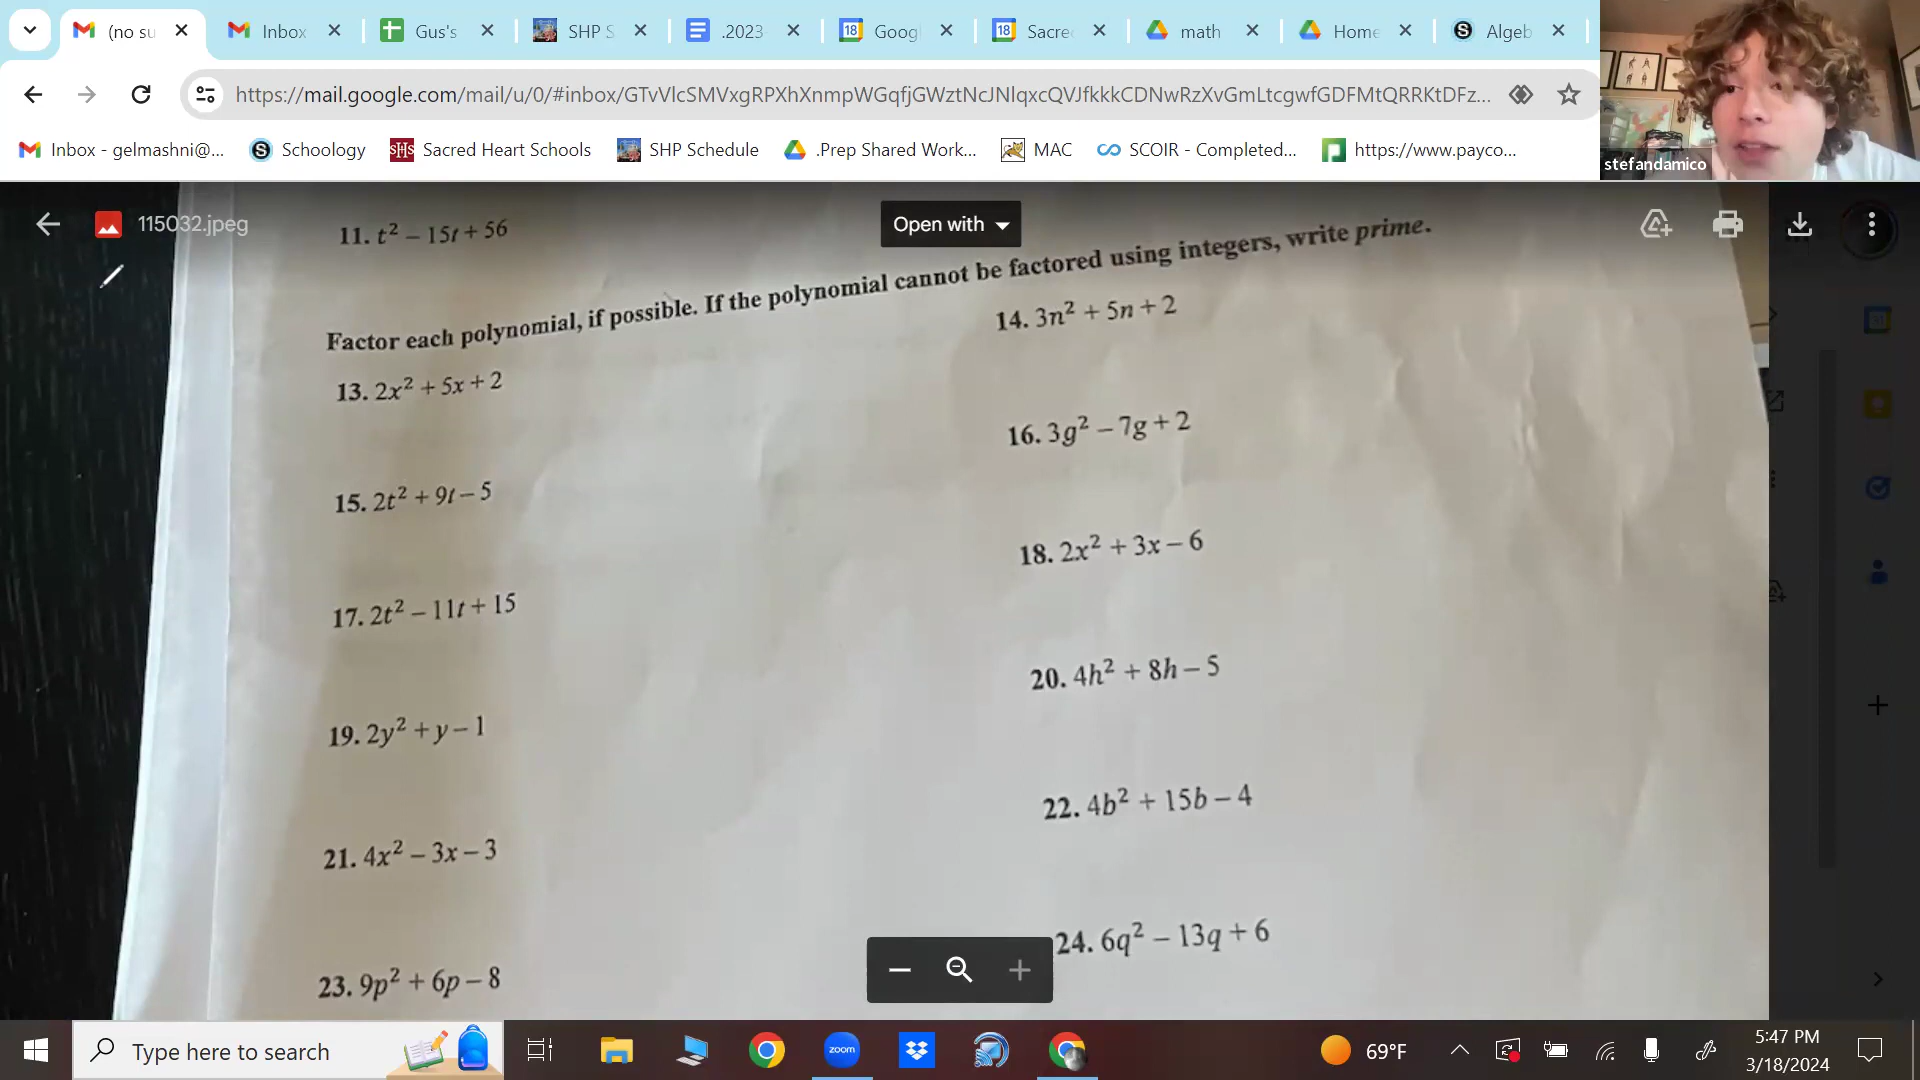 (no su
Inbox
Gus's
SHP S
.2023
Googl
Sacre
math
Home
Algeb
https://mail.google.com/mail/u/0/#inbox/GTvVlcSMVxgRPXhXnmpWGqfjGWztNcJNlqxcQVJfkkkCDNwRzXvGmLtcgwfGDFMtQRRKtDFz...
Inbox - gelmashni@...
Schoology
Sacred Heart Schools
SHP Schedule
.Prep Shared Work...
MAC
SCOIR - Completed...
https://www.payco...
stefandamico
115032.jpeg
Open with
11. t² – 15t + 56
Factor each polynomial, if possible. If the polynomial cannot be factored using integers, write prime.
13. 2x² + 5x + 2
14. 3n² + 5n + 2
15. 2t² + 9t – 5
16. 3g² – 7g + 2
17. 2t² – 11t + 15
18. 2x² + 3x – 6
19. 2y² + y – 1
20. 4h² + 8h – 5
21. 4x² – 3x – 3
22. 4b² + 15b – 4
23. 9p² + 6p – 8
24. 6q² – 13q + 6
Type here to search
zoom
69°F
5:47 PM
3/18/2024